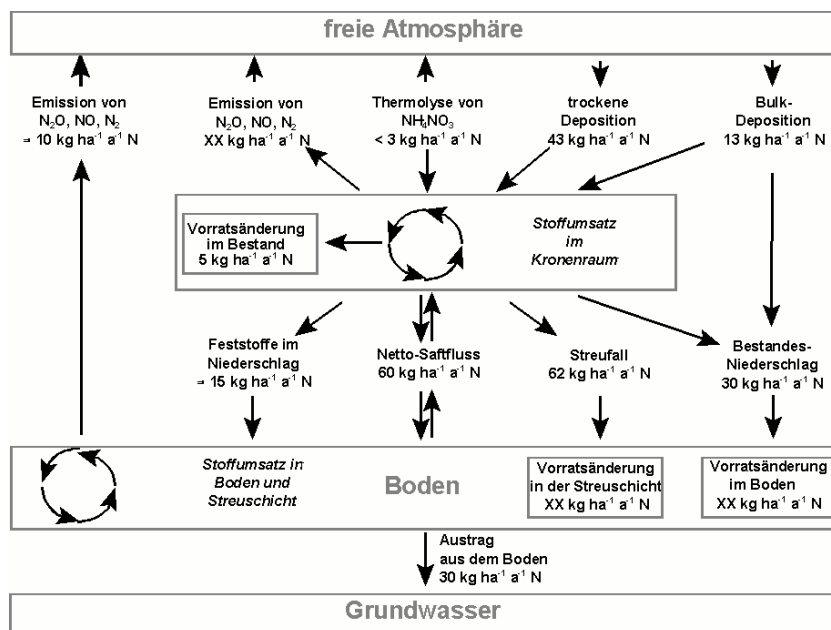 freie Atmosphäre
Emission von
N₂O, NO, N₂
= 10 kg ha⁻¹ a⁻¹ N
Emission von
N₂O, NO, N₂
XX kg ha⁻¹ a⁻¹ N
Thermolyse von
NH₄NO₃
< 3 kg ha⁻¹ a⁻¹ N
trockene
Deposition
43 kg ha⁻¹ a⁻¹ N
Bulk-
Deposition
13 kg ha⁻¹ a⁻¹ N
Vorratsänderung
im Bestand
5 kg ha⁻¹ a⁻¹ N
Stoffumsatz
im
Kronenraum
Feststoffe im
Niederschlag
= 15 kg ha⁻¹ a⁻¹ N
Netto-Saftfluss
60 kg ha⁻¹ a⁻¹ N
Streufall
62 kg ha⁻¹ a⁻¹ N
Bestandes-
Niederschlag
30 kg ha⁻¹ a⁻¹ N
Stoffumsatz in
Boden und
Streuschicht
Boden
Vorratsänderung
in der Streuschicht
XX kg ha⁻¹ a⁻¹ N
Vorratsänderung
im Boden
XX kg ha⁻¹ a⁻¹ N
Austrag
aus dem Boden
30 kg ha⁻¹ a⁻¹ N
Grundwasser